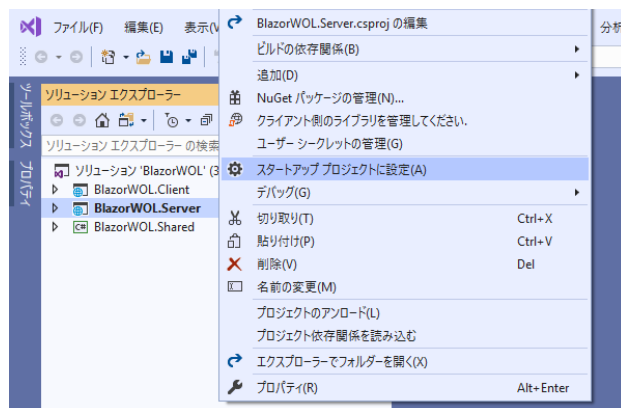 ファイル(F) 編集(E) 表示(V 分析
ツールボックス
プロパティ
ソリューション エクスプローラー
ソリューション エクスプローラー の検索
ソリューション 'BlazorWOL' (3
BlazorWOL.Client
BlazorWOL.Server
C# BlazorWOL.Shared
BlazorWOL.Server.csproj の編集
ビルドの依存関係(B)
追加(D)
NuGet パッケージの管理(N)...
クライアント側のライブラリを管理してください.
ユーザー シークレットの管理(G)
スタートアップ プロジェクトに設定(A)
デバッグ(G)
切り取り(T) Ctrl+X
貼り付け(P) Ctrl+V
削除(V) Del
名前の変更(M)
プロジェクトのアンロード(L)
プロジェクト依存関係を読み込む
エクスプローラーでフォルダーを開く(X)
プロパティ(R) Alt+Enter